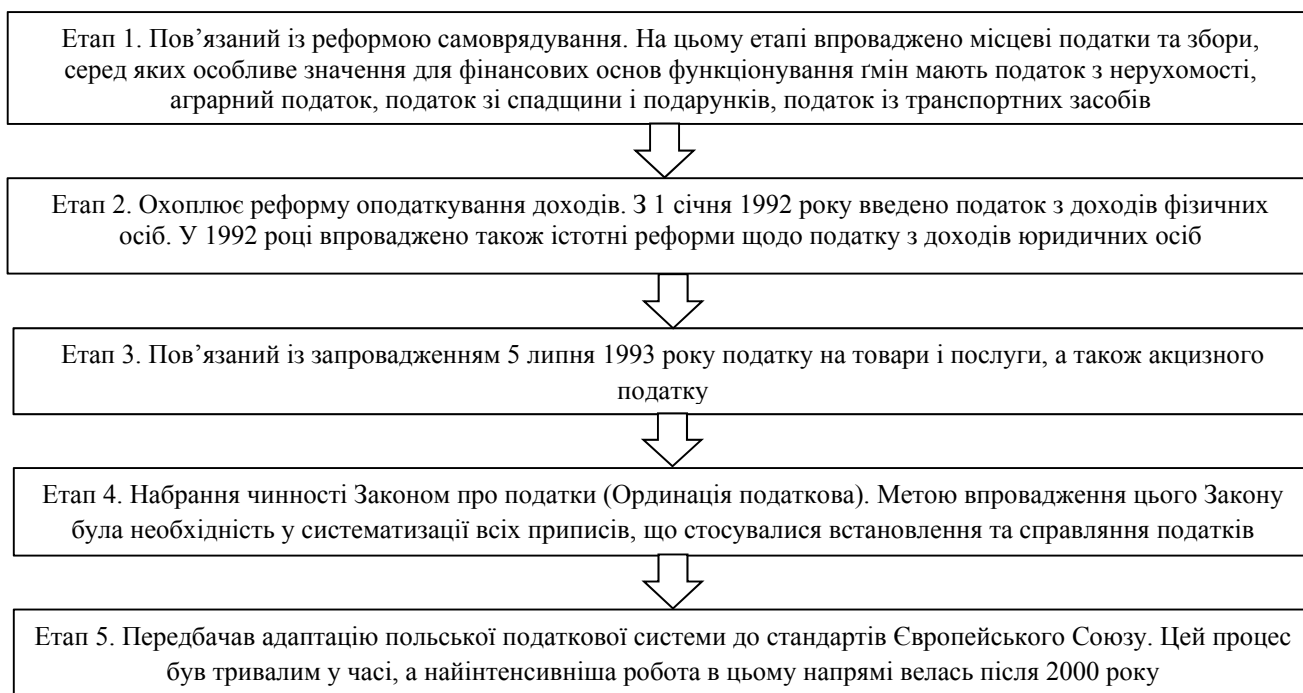 Етап 1. Пов’язаний із реформою самоврядування. На цьому етапі впроваджено місцеві податки та збори,
серед яких особливе значення для фінансових основ функціонування ґмін мають податок з нерухомості,
аграрний податок, податок зі спадщини і подарунків, податок із транспортних засобів
Етап 2. Охоплює реформу оподаткування доходів. З 1 січня 1992 року введено податок з доходів фізичних
осіб. У 1992 році впроваджено також істотні реформи щодо податку з доходів юридичних осіб
Етап 3. Пов’язаний із запровадженням 5 липня 1993 року податку на товари і послуги, а також акцизного
податку
Етап 4. Набрання чинності Законом про податки (Ординація податкова). Метою впровадження цього Закону
була необхідність у систематизації всіх приписів, що стосувалися встановлення та справляння податків
Етап 5. Передбачав адаптацію польської податкової системи до стандартів Європейського Союзу. Цей процес
був тривалим у часі, а найінтенсивніша робота в цьому напрямі велась після 2000 року